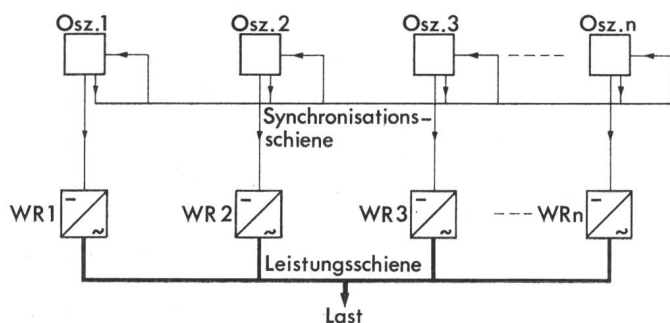 Osz.1 Osz.2 Osz.3 Osz.n
Synchronisations-
schiene
WR1 WR2 WR3 WRn
Leistungsschiene
Last